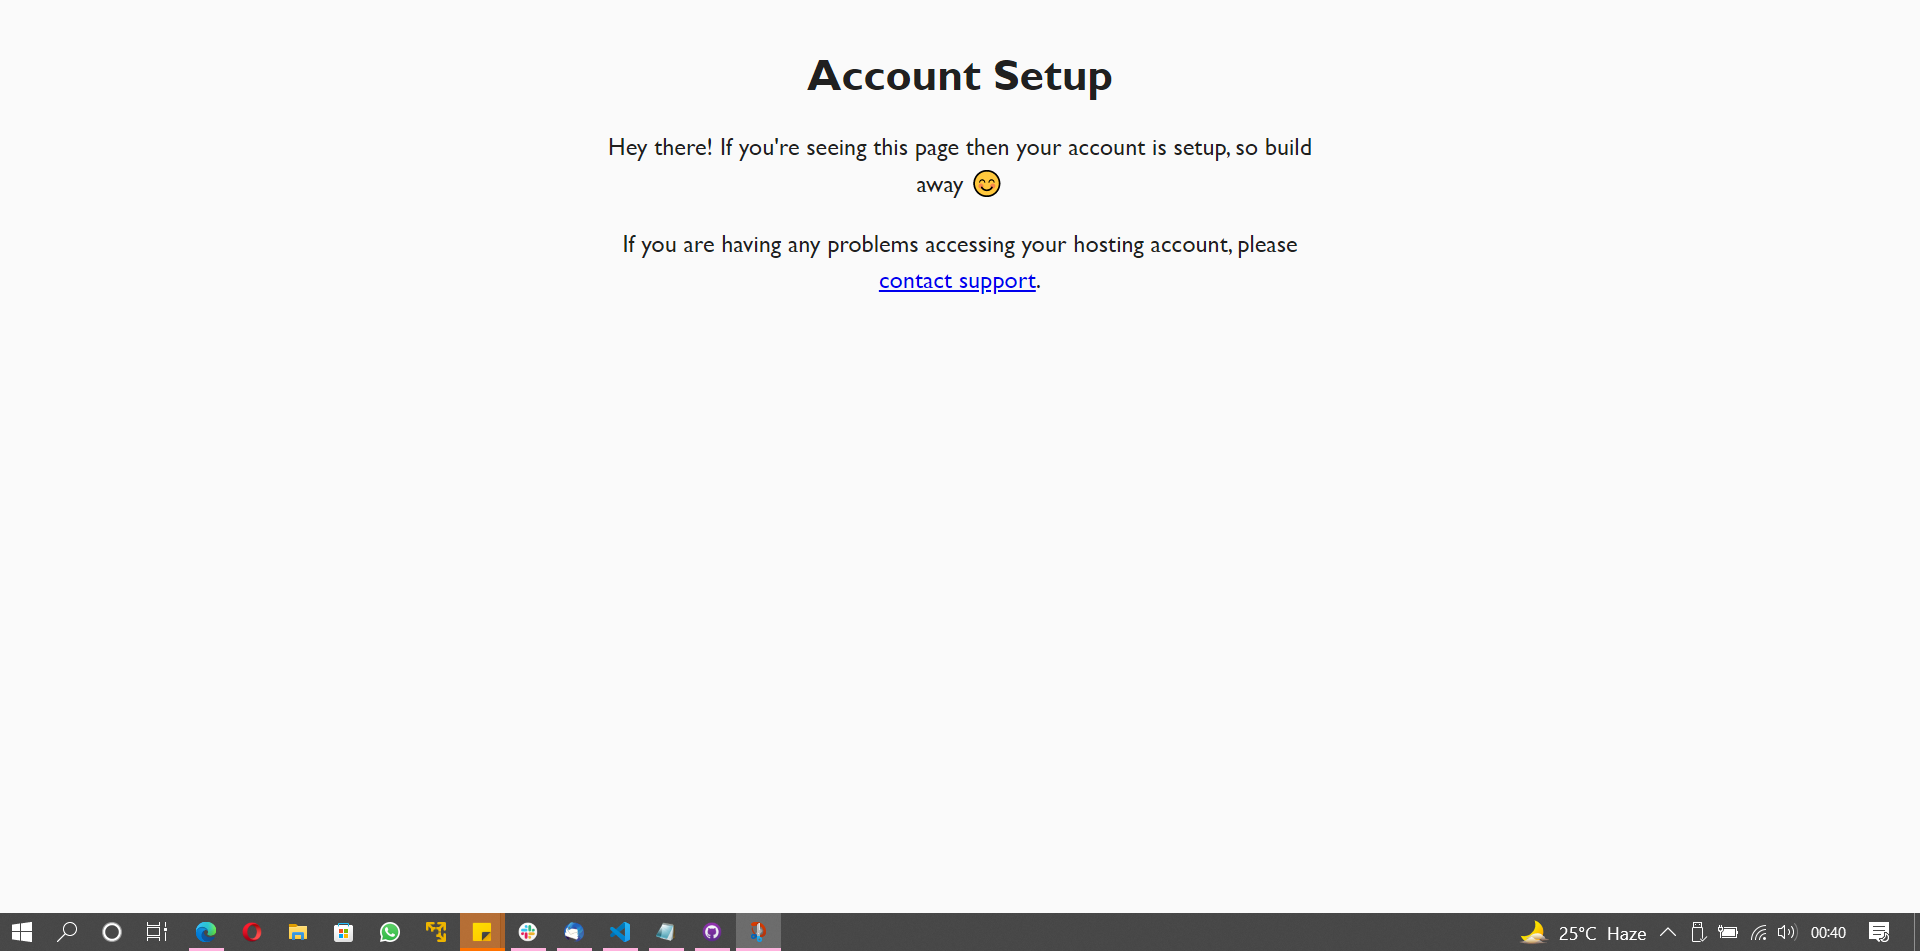 Account Setup
Hey there! If you're seeing this page then your account is setup, so build
away 😊
If you are having any problems accessing your hosting account, please
contact support.
25°C Haze
00:40